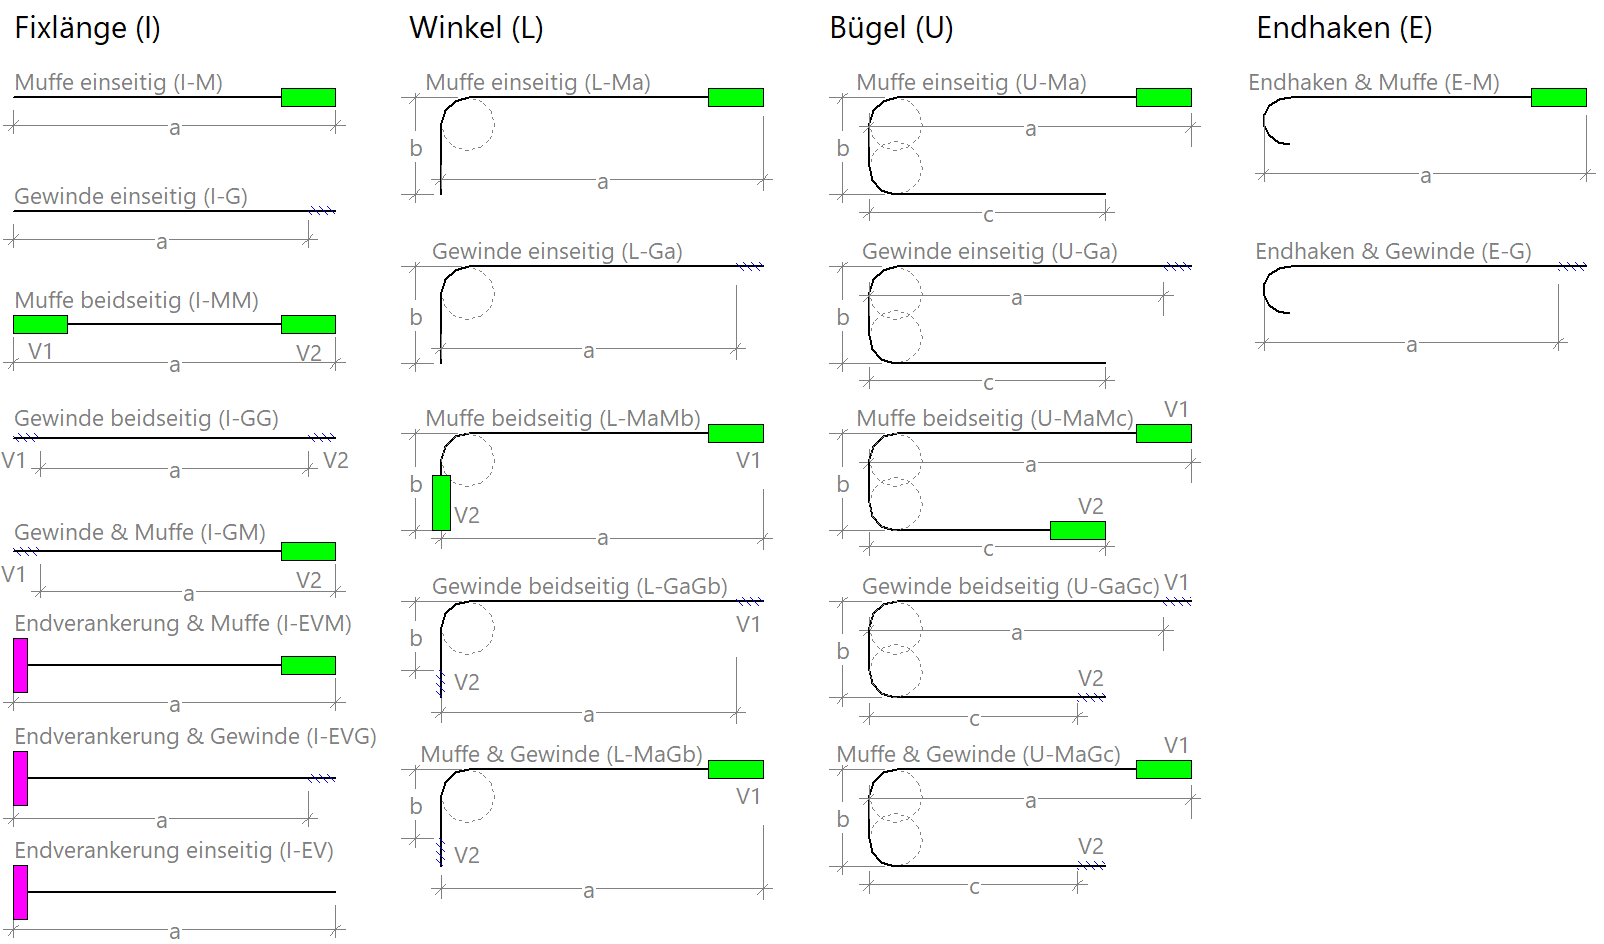 Fixlänge (I)
Muffe einseitig (I-M)
a
Gewinde einseitig (I-G)
a
Muffe beidseitig (I-MM)
V1
V2
a
Gewinde beidseitig (I-GG)
V1
a
V2
Gewinde & Muffe (I-GM)
V1
V2
a
Endverankerung & Muffe (I-EVM)
a
Endverankerung & Gewinde (I-EVG)
a
Endverankerung einseitig (I-EV)
a
Winkel (L)
Muffe einseitig (L-Ma)
b
a
Gewinde einseitig (L-Ga)
b
a
Muffe beidseitig (L-MaMb)
V1
b
V2
a
Gewinde beidseitig (L-GaGb)
V1
b
V2
a
Muffe & Gewinde (L-MaGb)
V1
b
V2
a
Bügel (U)
Muffe einseitig (U-Ma)
a
b
c
Gewinde einseitig (U-Ga)
a
b
c
Muffe beidseitig (U-MaMc)
V1
a
b
V2
c
Gewinde beidseitig (U-GaGc)
V1
a
b
V2
c
Muffe & Gewinde (U-MaGc)
V1
a
b
V2
c
Endhaken (E)
Endhaken & Muffe (E-M)
a
Endhaken & Gewinde (E-G)
a